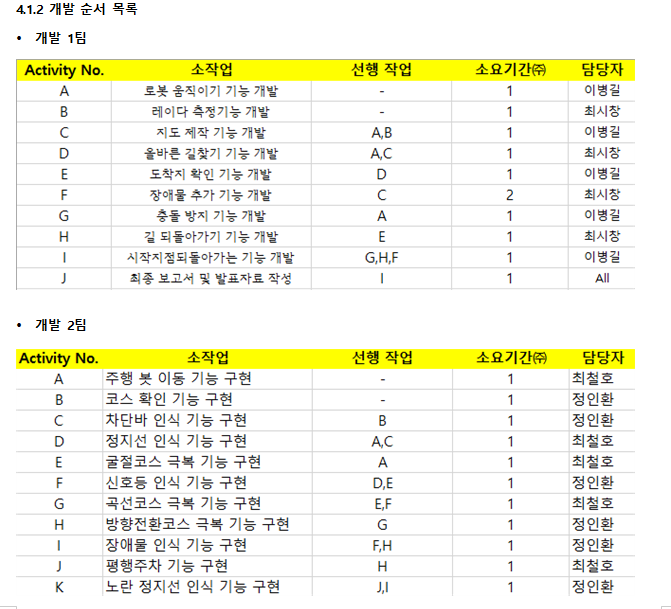 4.1.2 개발 순서 목록
• 개발 1팀
Activity No. 소작업 선행 작업 소요기간㈜ 담당자
A 로봇 움직이기 기능 개발 - 1 이병길
B 레이다 측정기능 개발 - 1 최시창
C 지도 제작 기능 개발 A,B 1 이병길
D 올바른 길찾기 기능 개발 A,C 1 최시창
E 도착지 확인 기능 개발 D 1 이병길
F 장애물 추가 기능 개발 C 2 최시창
G 충돌 방지 기능 개발 A 1 이병길
H 길 되돌아가기 기능 개발 E 1 최시창
I 시작지점되돌아가는 기능 개발 G,H,F 1 이병길
J 최종 보고서 및 발표자료 작성 I 1 All
• 개발 2팀
Activity No. 소작업 선행 작업 소요기간㈜ 담당자
A 주행 봇 이동 기능 구현 - 1 최철호
B 코스 확인 기능 구현 - 1 정인환
C 차단바 인식 기능 구현 B 1 정인환
D 정지선 인식 기능 구현 A,C 1 최철호
E 굴절코스 극복 기능 구현 A 1 최철호
F 신호등 인식 기능 구현 D,E 1 정인환
G 곡선코스 극복 기능 구현 E,F 1 최철호
H 방향전환코스 극복 기능 구현 G 1 정인환
I 장애물 인식 기능 구현 F,H 1 정인환
J 평행주차 기능 구현 H 1 최철호
K 노란 정지선 인식 기능 구현 J,I 1 정인환